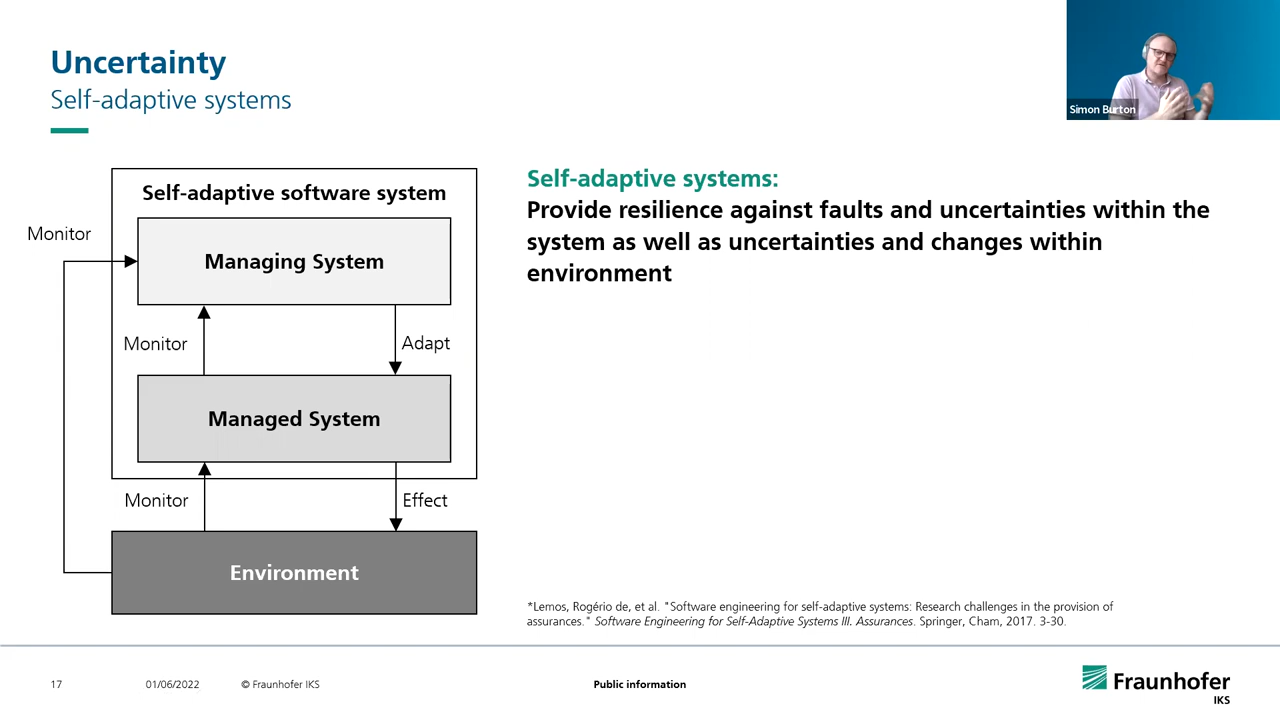 Uncertainty
Self-adaptive systems
Simon Burton
Self-adaptive software system
Monitor
Managing System
Monitor
Adapt
Managed System
Monitor
Effect
Environment
Self-adaptive systems:
Provide resilience against faults and uncertainties within the
system as well as uncertainties and changes within
environment
*Lemos, Rogério de, et al. "Software engineering for self-adaptive systems: Research challenges in the provision of
assurances." Software Engineering for Self-Adaptive Systems III. Assurances. Springer, Cham, 2017. 3-30.
17
01/06/2022
© Fraunhofer IKS
Public information
Fraunhofer
IKS